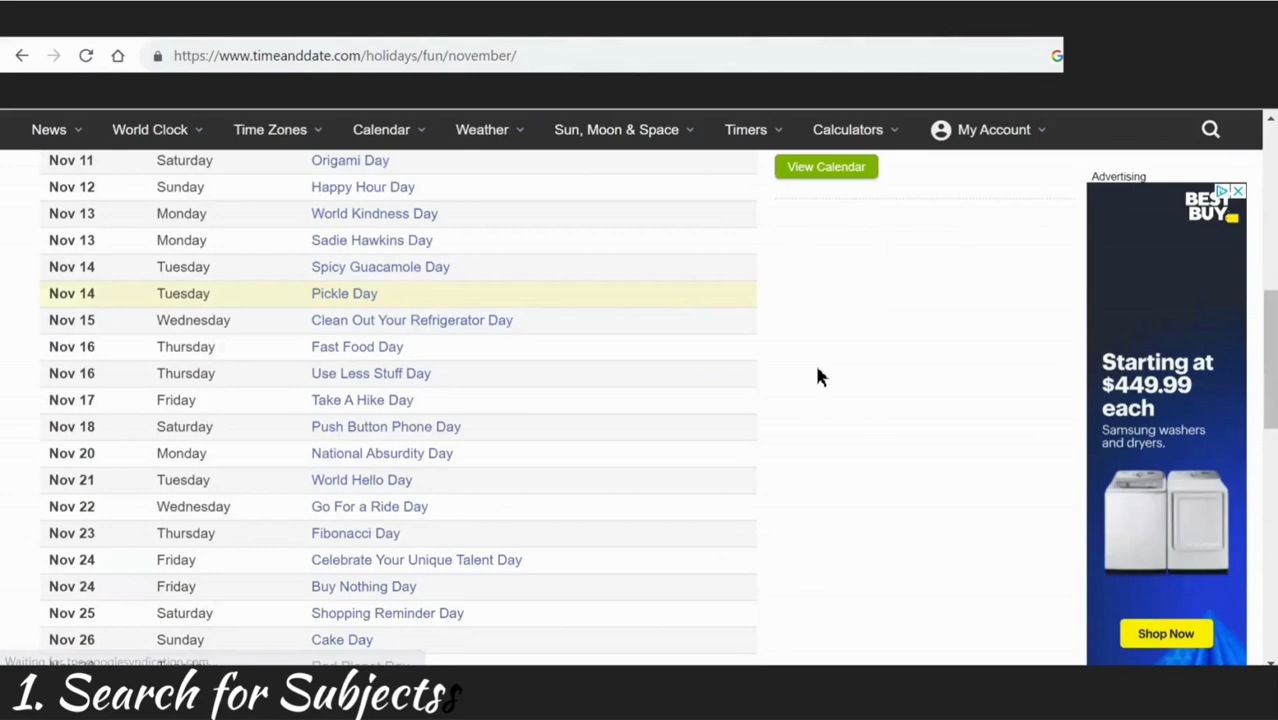 https://www.timeanddate.com/holidays/fun/november/
News World Clock Time Zones Calendar Weather Sun, Moon & Space Timers Calculators My Account
Nov 11 Saturday Origami Day
View Calendar
Nov 12 Sunday Happy Hour Day
Nov 13 Monday World Kindness Day
Nov 13 Monday Sadie Hawkins Day
Nov 14 Tuesday Spicy Guacamole Day
Nov 14 Tuesday Pickle Day
Nov 15 Wednesday Clean Out Your Refrigerator Day
Nov 16 Thursday Fast Food Day
Nov 16 Thursday Use Less Stuff Day
Nov 17 Friday Take A Hike Day
Nov 18 Saturday Push Button Phone Day
Nov 20 Monday National Absurdity Day
Nov 21 Tuesday World Hello Day
Nov 22 Wednesday Go For a Ride Day
Nov 23 Thursday Fibonacci Day
Nov 24 Friday Celebrate Your Unique Talent Day
Nov 24 Friday Buy Nothing Day
Nov 25 Saturday Shopping Reminder Day
Nov 26 Sunday Cake Day
Red Planet Day
Advertising
BEST
BUY
Starting at
$449.99
each
Samsung washers
and dryers.
Shop Now
1. Search for Subjects